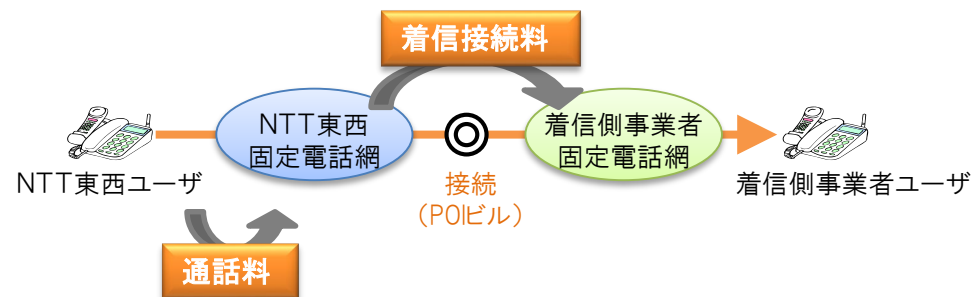 着信接続料
NTT東西
固定電話網
着信側事業者
固定電話網
NTT東西ユーザ
接続
(POIビル)
着信側事業者ユーザ
通話料